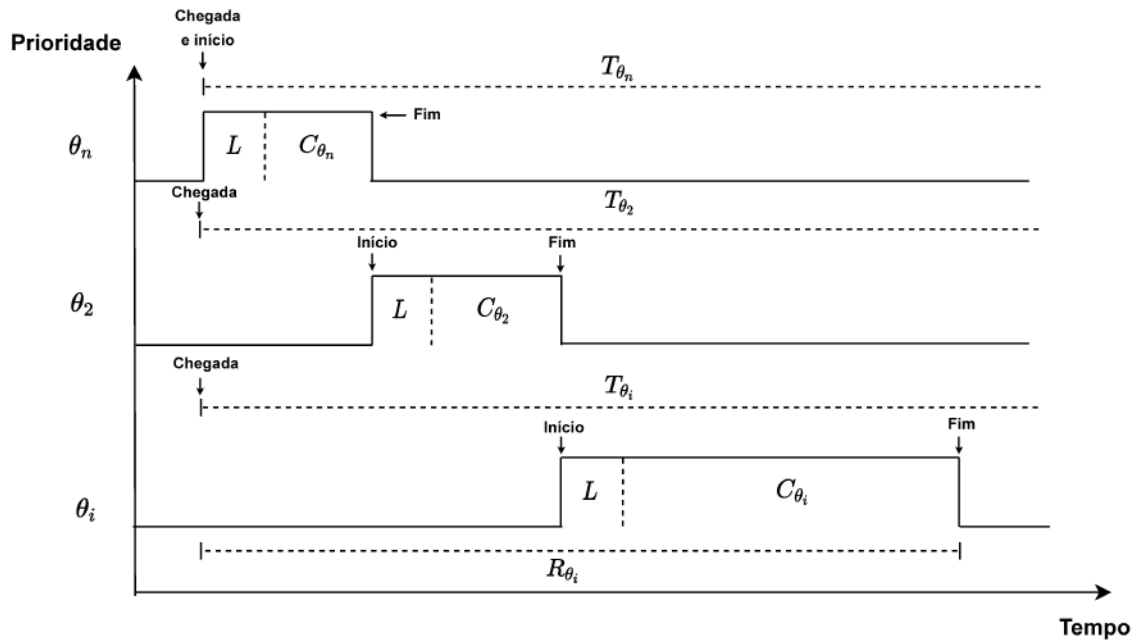 Chegada
e início
Prioridade
T_{θ_n}
Fim
θ_n
L
C_{θ_n}
Chegada
T_{θ_2}
Início
Fim
θ_2
L
C_{θ_2}
Chegada
T_{θ_i}
Início
Fim
θ_i
L
C_{θ_i}
R_{θ_i}
Tempo